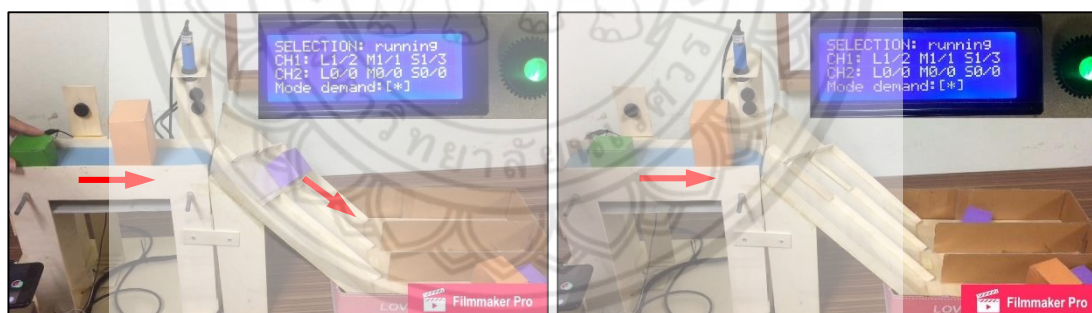 SELECTION: running
CH1: L1/2 M1/1 S1/3
CH2: L0/0 M0/0 S0/0
Mode demand:[*]
Filmmaker Pro
SELECTION: running
CH1: L1/2 M1/1 S1/3
CH2: L0/0 M0/0 S0/0
Mode demand:[*]
Filmmaker Pro